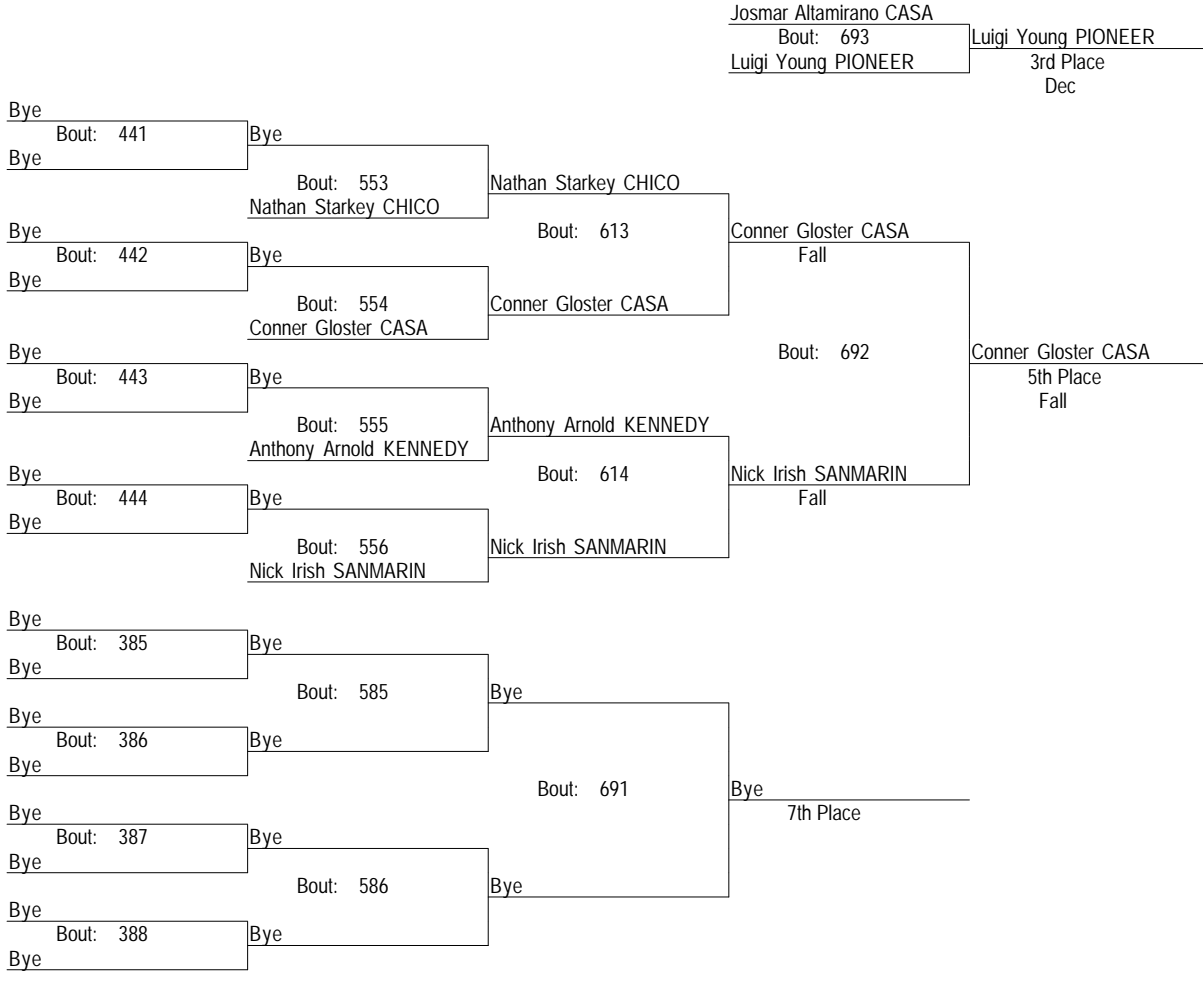 Josmar Altamirano CASA
Bout: 693
Luigi Young PIONEER
Luigi Young PIONEER
3rd Place
Dec
Bye
Bout: 441
Bye
Bye
Bout: 553
Nathan Starkey CHICO
Nathan Starkey CHICO
Bye
Bout: 442
Bye
Bye
Bout: 554
Conner Gloster CASA
Conner Gloster CASA
Bout: 613
Conner Gloster CASA
Fall
Bye
Bout: 443
Bye
Bye
Bout: 555
Anthony Arnold KENNEDY
Anthony Arnold KENNEDY
Bye
Bout: 444
Bye
Bye
Bout: 556
Nick Irish SANMARIN
Nick Irish SANMARIN
Bout: 614
Nick Irish SANMARIN
Fall
Bout: 692
Conner Gloster CASA
5th Place
Fall
Bye
Bout: 385
Bye
Bye
Bout: 585
Bye
Bye
Bout: 386
Bye
Bye
Bout: 691
Bye
7th Place
Bye
Bout: 387
Bye
Bye
Bout: 586
Bye
Bye
Bout: 388
Bye
Bye